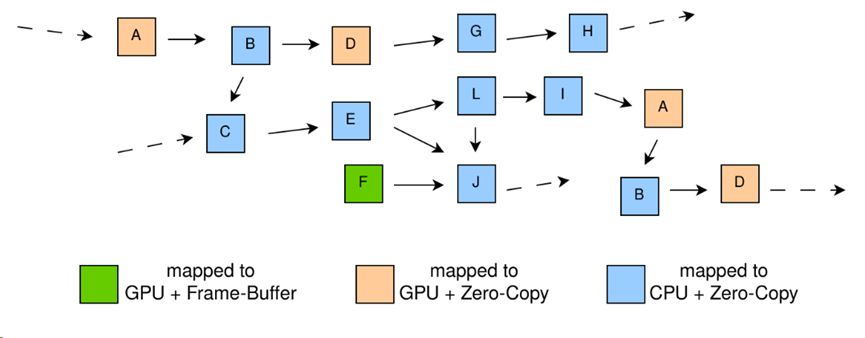 A
B
D
G
H
C
E
L
I
A
F
J
B
D
mapped to
GPU + Frame-Buffer
mapped to
GPU + Zero-Copy
mapped to
CPU + Zero-Copy